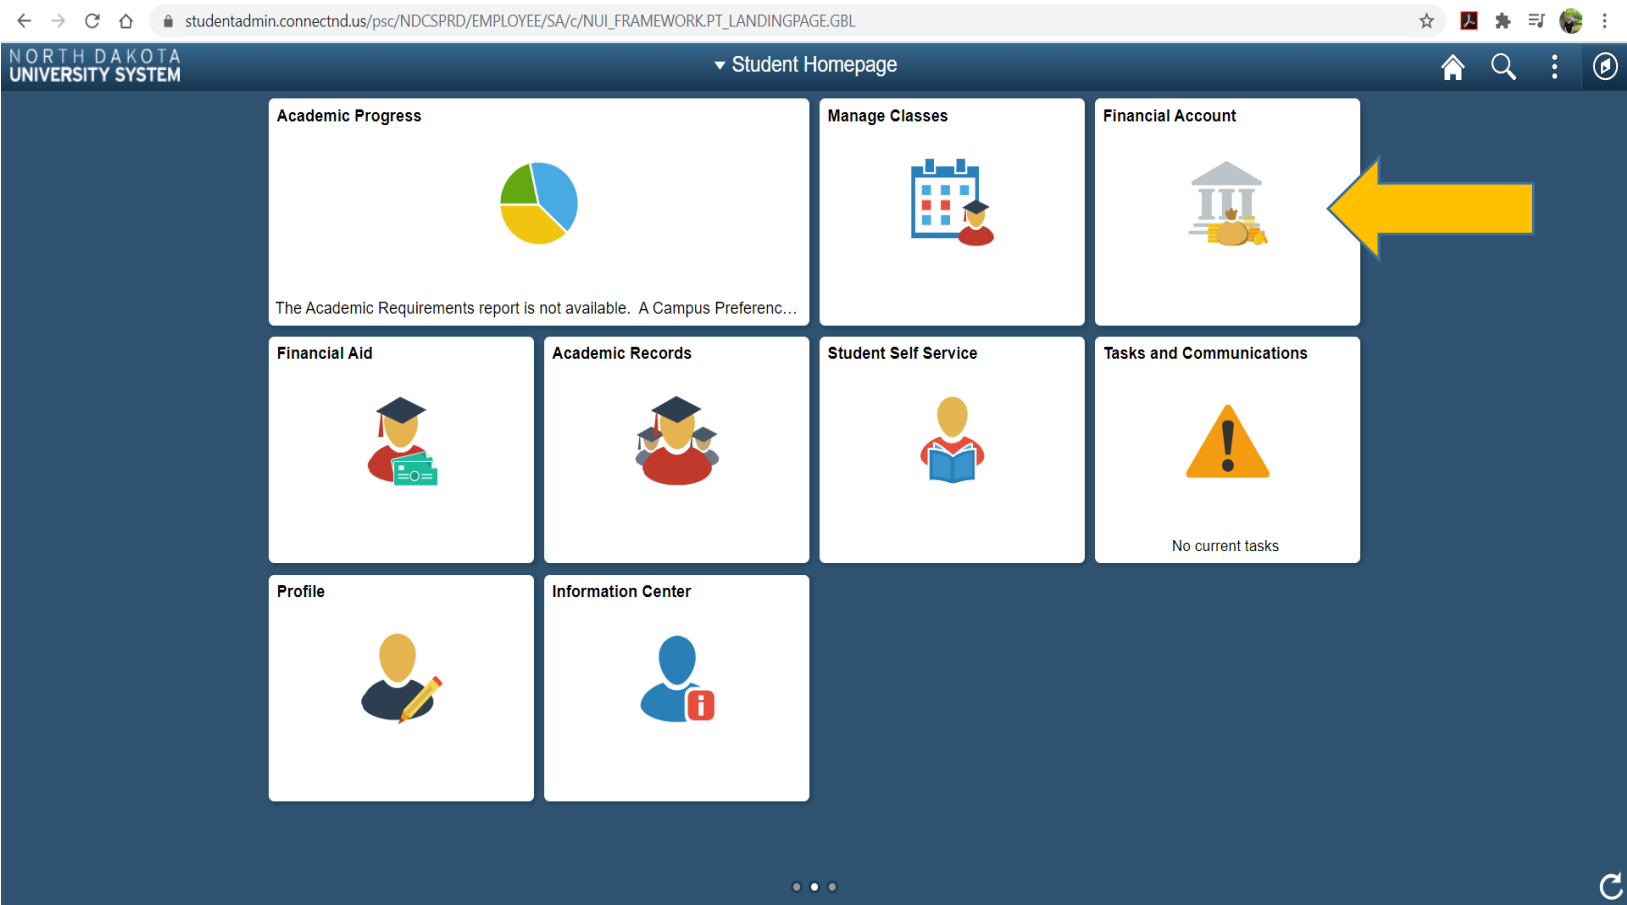 studentadmin.connectnd.us/psc/NDCSPRD/EMPLOYEE/SA/c/NUI_FRAMEWORK.PT_LANDINGPAGE.GBL
NORTH DAKOTA
UNIVERSITY SYSTEM
Student Homepage
Academic Progress
The Academic Requirements report is not available. A Campus Preferenc...
Manage Classes
Financial Account
Financial Aid
Academic Records
Student Self Service
Tasks and Communications
No current tasks
Profile
Information Center